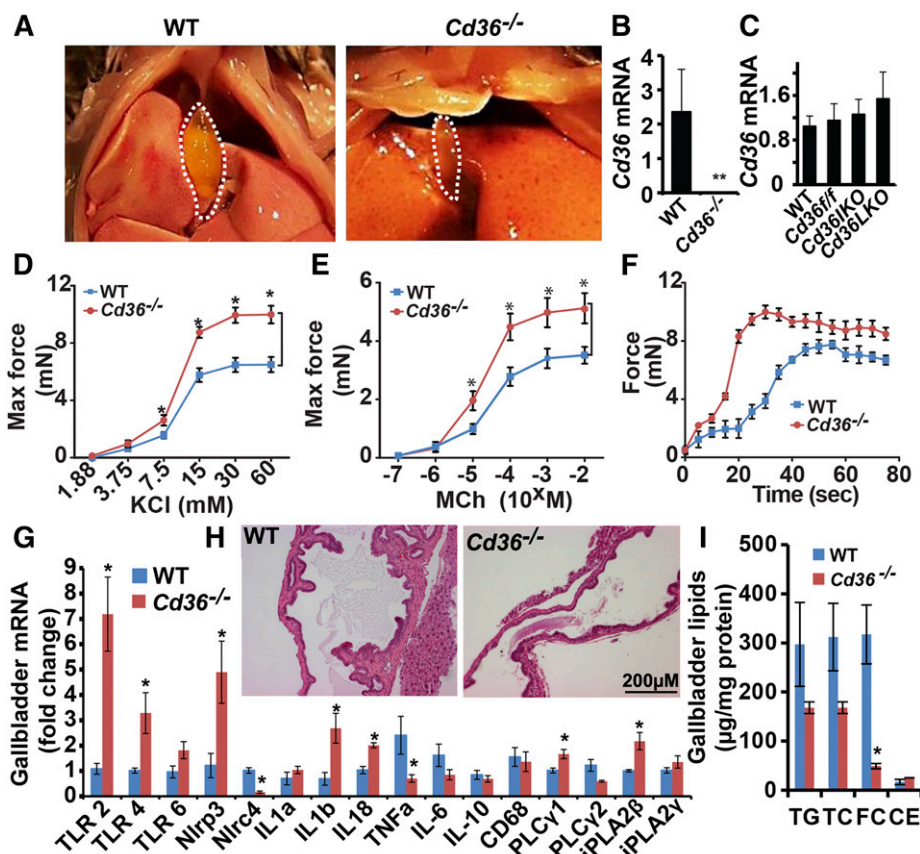 A
WT
Cd36-/-
B
Cd36 mRNA
4
3
2
1
0
**
WT
Cd36-/-
C
Cd36 mRNA
1.6-
1.2-
0.6-
0
WT
Cd36f/f
Cd36IKO
Cd36LKO
D
Max force
(mN)
12
8
4
0
WT
Cd36-/-
* * * *
1.88 3.75 7.5 15 30 60
KCl (mM)
E
Max force
(mN)
6
4
2
0
WT
Cd36-/-
* * * *
-7 -6 -5 -4 -3 -2
MCh (10xM)
F
Force
(mN)
12
8
4
0
WT
Cd36-/-
0 20 40 60 80
Time (sec)
G
Gallbladder mRNA
(fold change)
9
8
7
6
5
4
3
2
1
0
WT
Cd36-/-
* * * * * * * * *
TLR 2 TLR 4 TLR 6 Nlrp3 Nlrc4 IL1a IL1b IL18 TNFa IL-6 IL-10 CD68 PLCγ1 PLCγ2 iPLA2β iPLA2γ
H
WT
Cd36-/-
200µM
I
Gallbladder lipids
(µg/mg protein)
400
300
200
100
0
WT
Cd36-/-
*
TG TC FC CE